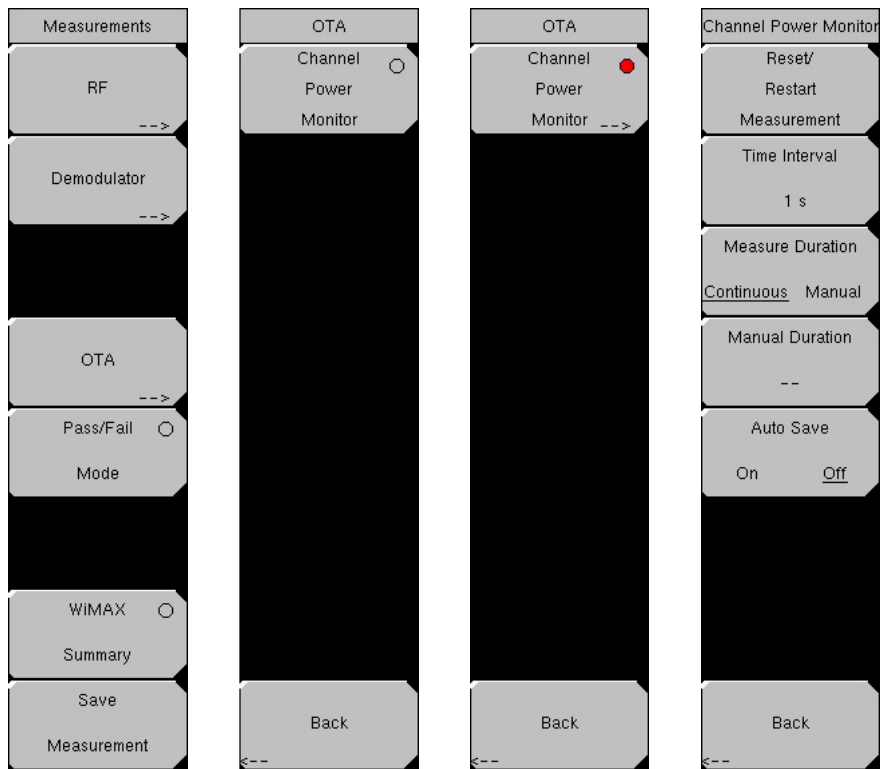 Measurements
RF
-->
Demodulator
-->
OTA
-->
Pass/Fail
Mode
WiMAX
Summary
Save
Measurement
OTA
Channel
Power
Monitor
Back
<--
OTA
Channel
Power
Monitor -->
Back
<--
Channel Power Monitor
Reset/
Restart
Measurement
Time Interval
1 s
Measure Duration
Continuous Manual
Manual Duration
--
Auto Save
On Off
Back
<--